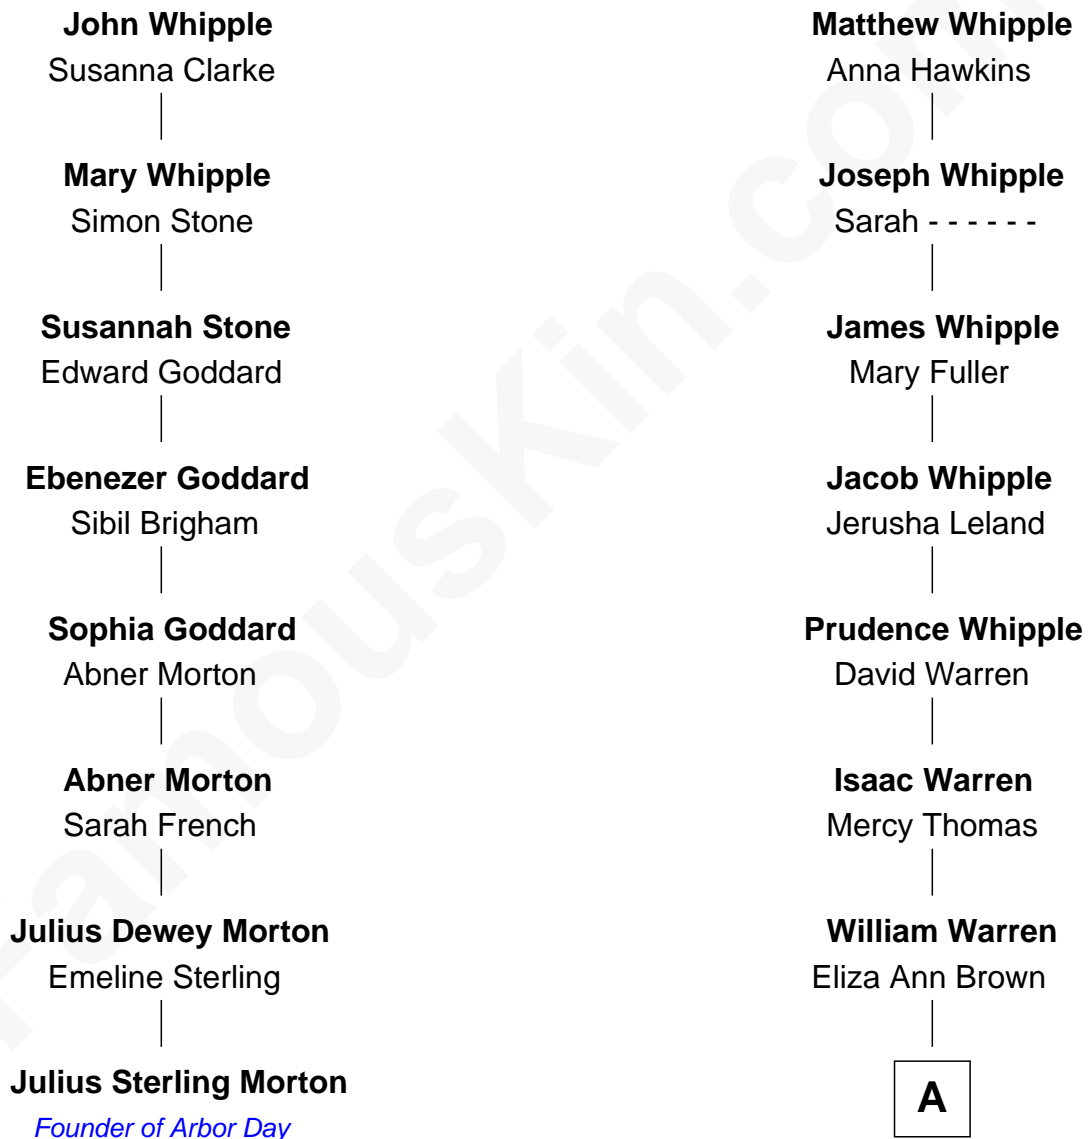 John Whipple
Susanna Clarke
Mary Whipple
Simon Stone
Susannah Stone
Edward Goddard
Ebenezer Goddard
Sibil Brigham
Sophia Goddard
Abner Morton
Abner Morton
Sarah French
Julius Dewey Morton
Emeline Sterling
Julius Sterling Morton
Founder of Arbor Day
Matthew Whipple
Anna Hawkins
Joseph Whipple
Sarah - - - - - -
James Whipple
Mary Fuller
Jacob Whipple
Jerusha Leland
Prudence Whipple
David Warren
Isaac Warren
Mercy Thomas
William Warren
Eliza Ann Brown
A
FamousKin.com